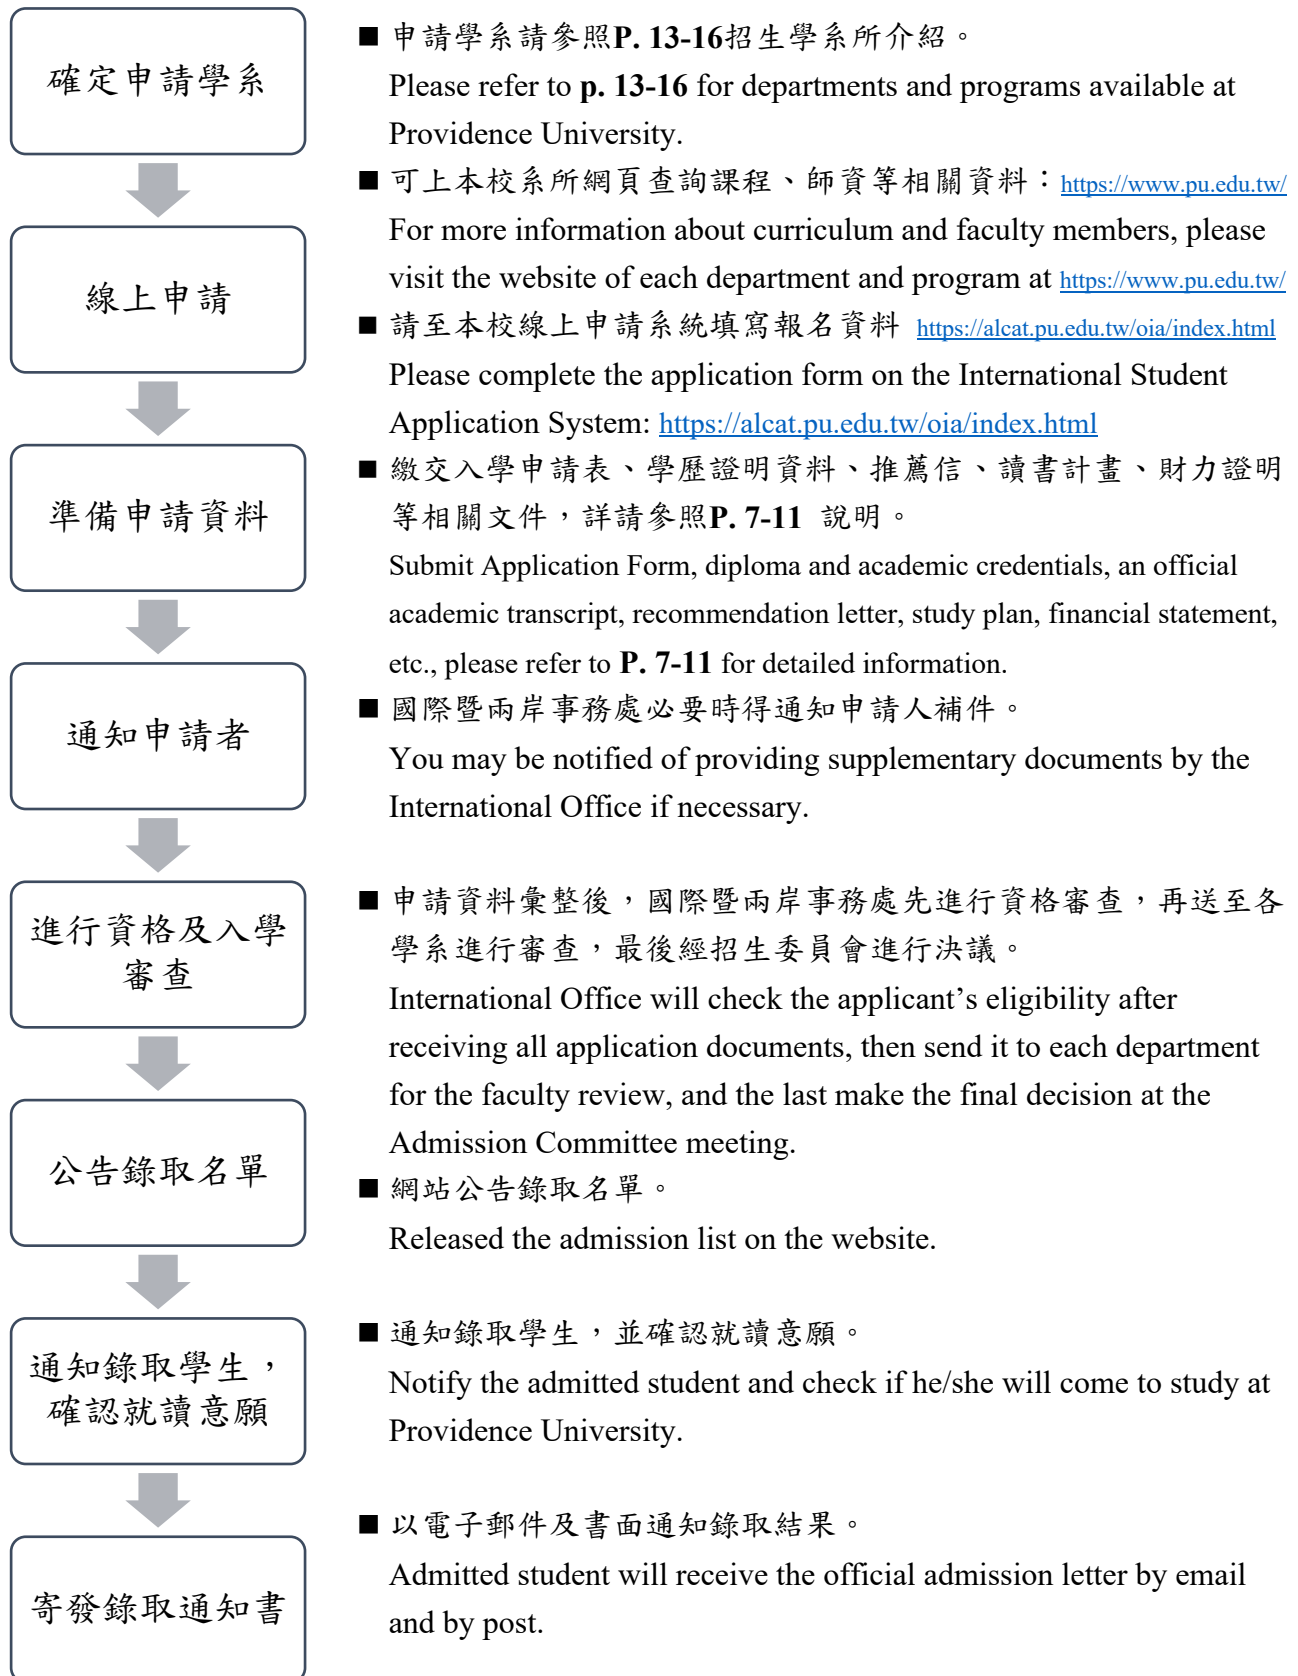 確定申請學系
線上申請
準備申請資料
通知申請者
進行資格及入學
審查
公告錄取名單
通知錄取學生，
確認就讀意願
寄發錄取通知書
■ 申請學系請參照P. 13-16招生學系所介紹。
Please refer to p. 13-16 for departments and programs available at
Providence University.
■ 可上本校系所網頁查詢課程、師資等相關資料：https://www.pu.edu.tw/
For more information about curriculum and faculty members, please
visit the website of each department and program at https://www.pu.edu.tw/
■ 請至本校線上申請系統填寫報名資料 https://alcat.pu.edu.tw/oia/index.html
Please complete the application form on the International Student
Application System: https://alcat.pu.edu.tw/oia/index.html
■ 繳交入學申請表、學歷證明資料、推薦信、讀書計畫、財力證明
等相關文件，詳請參照P. 7-11 說明。
Submit Application Form, diploma and academic credentials, an official
academic transcript, recommendation letter, study plan, financial statement,
etc., please refer to P. 7-11 for detailed information.
■ 國際暨兩岸事務處必要時得通知申請人補件。
You may be notified of providing supplementary documents by the
International Office if necessary.
■ 申請資料彙整後，國際暨兩岸事務處先進行資格審查，再送至各
學系進行審查，最後經招生委員會進行決議。
International Office will check the applicant’s eligibility after
receiving all application documents, then send it to each department
for the faculty review, and the last make the final decision at the
Admission Committee meeting.
■ 網站公告錄取名單。
Released the admission list on the website.
■ 通知錄取學生，並確認就讀意願。
Notify the admitted student and check if he/she will come to study at
Providence University.
■ 以電子郵件及書面通知錄取結果。
Admitted student will receive the official admission letter by email
and by post.